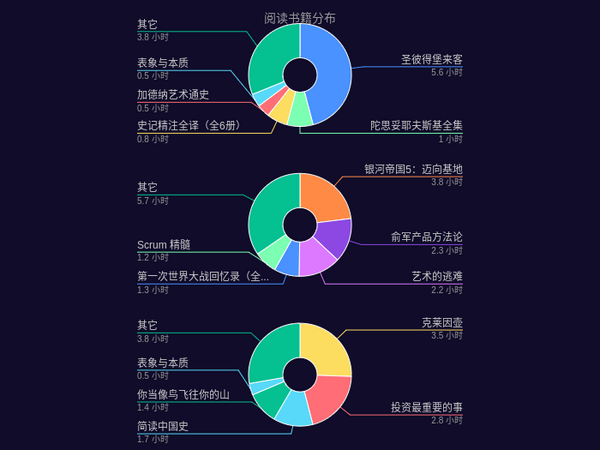 阅读书籍分布
其它
3.8 小时
表象与本质
0.5 小时
加德纳艺术通史
0.5 小时
史记精注全译（全6册）
0.8 小时
圣彼得堡来客
5.6 小时
陀思妥耶夫斯基全集
1 小时
其它
5.7 小时
Scrum 精髓
1.2 小时
第一次世界大战回忆录（全...
1.3 小时
银河帝国5：迈向基地
3.8 小时
俞军产品方法论
2.3 小时
艺术的逃难
2.2 小时
其它
3.8 小时
表象与本质
0.5 小时
你当像鸟飞往你的山
1.4 小时
简读中国史
1.7 小时
克莱因壶
3.5 小时
投资最重要的事
2.8 小时